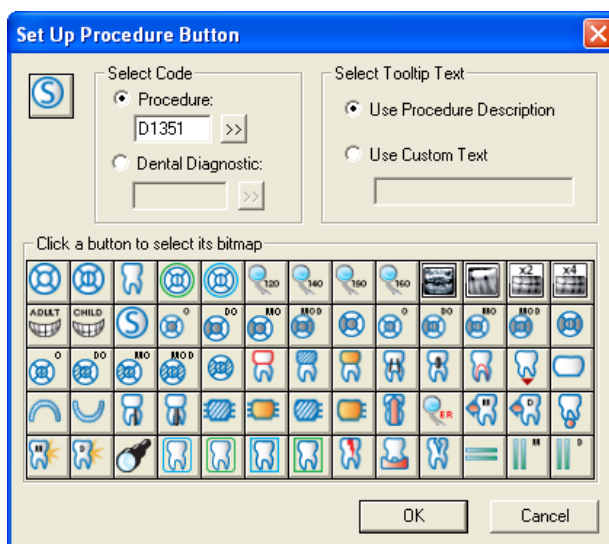 Set Up Procedure Button
S
Select Code
Procedure:
D1351
>>
Dental Diagnostic:
>>
Select Tooltip Text
Use Procedure Description
Use Custom Text
Click a button to select its bitmap
120 140 150 160 x2 x4
ADULT CHILD S O DO MO MOD O DO MO MOD
O DO MO MOD
ER M D
M D M D
OK Cancel